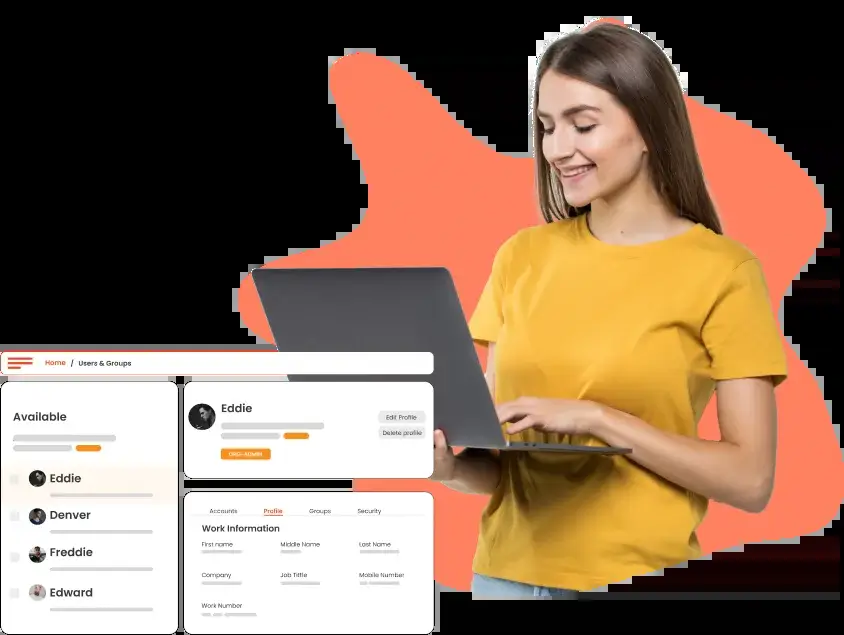 Home / Users & Groups
Available
Eddie
Denver
Freddie
Edward
Eddie
Edit Profile
Delete profile
ORG-ADMIN
Accounts Profile Groups Security
Work Information
First name Middle Name Last Name
Company Job Tiffle Mobile Number
Work Number